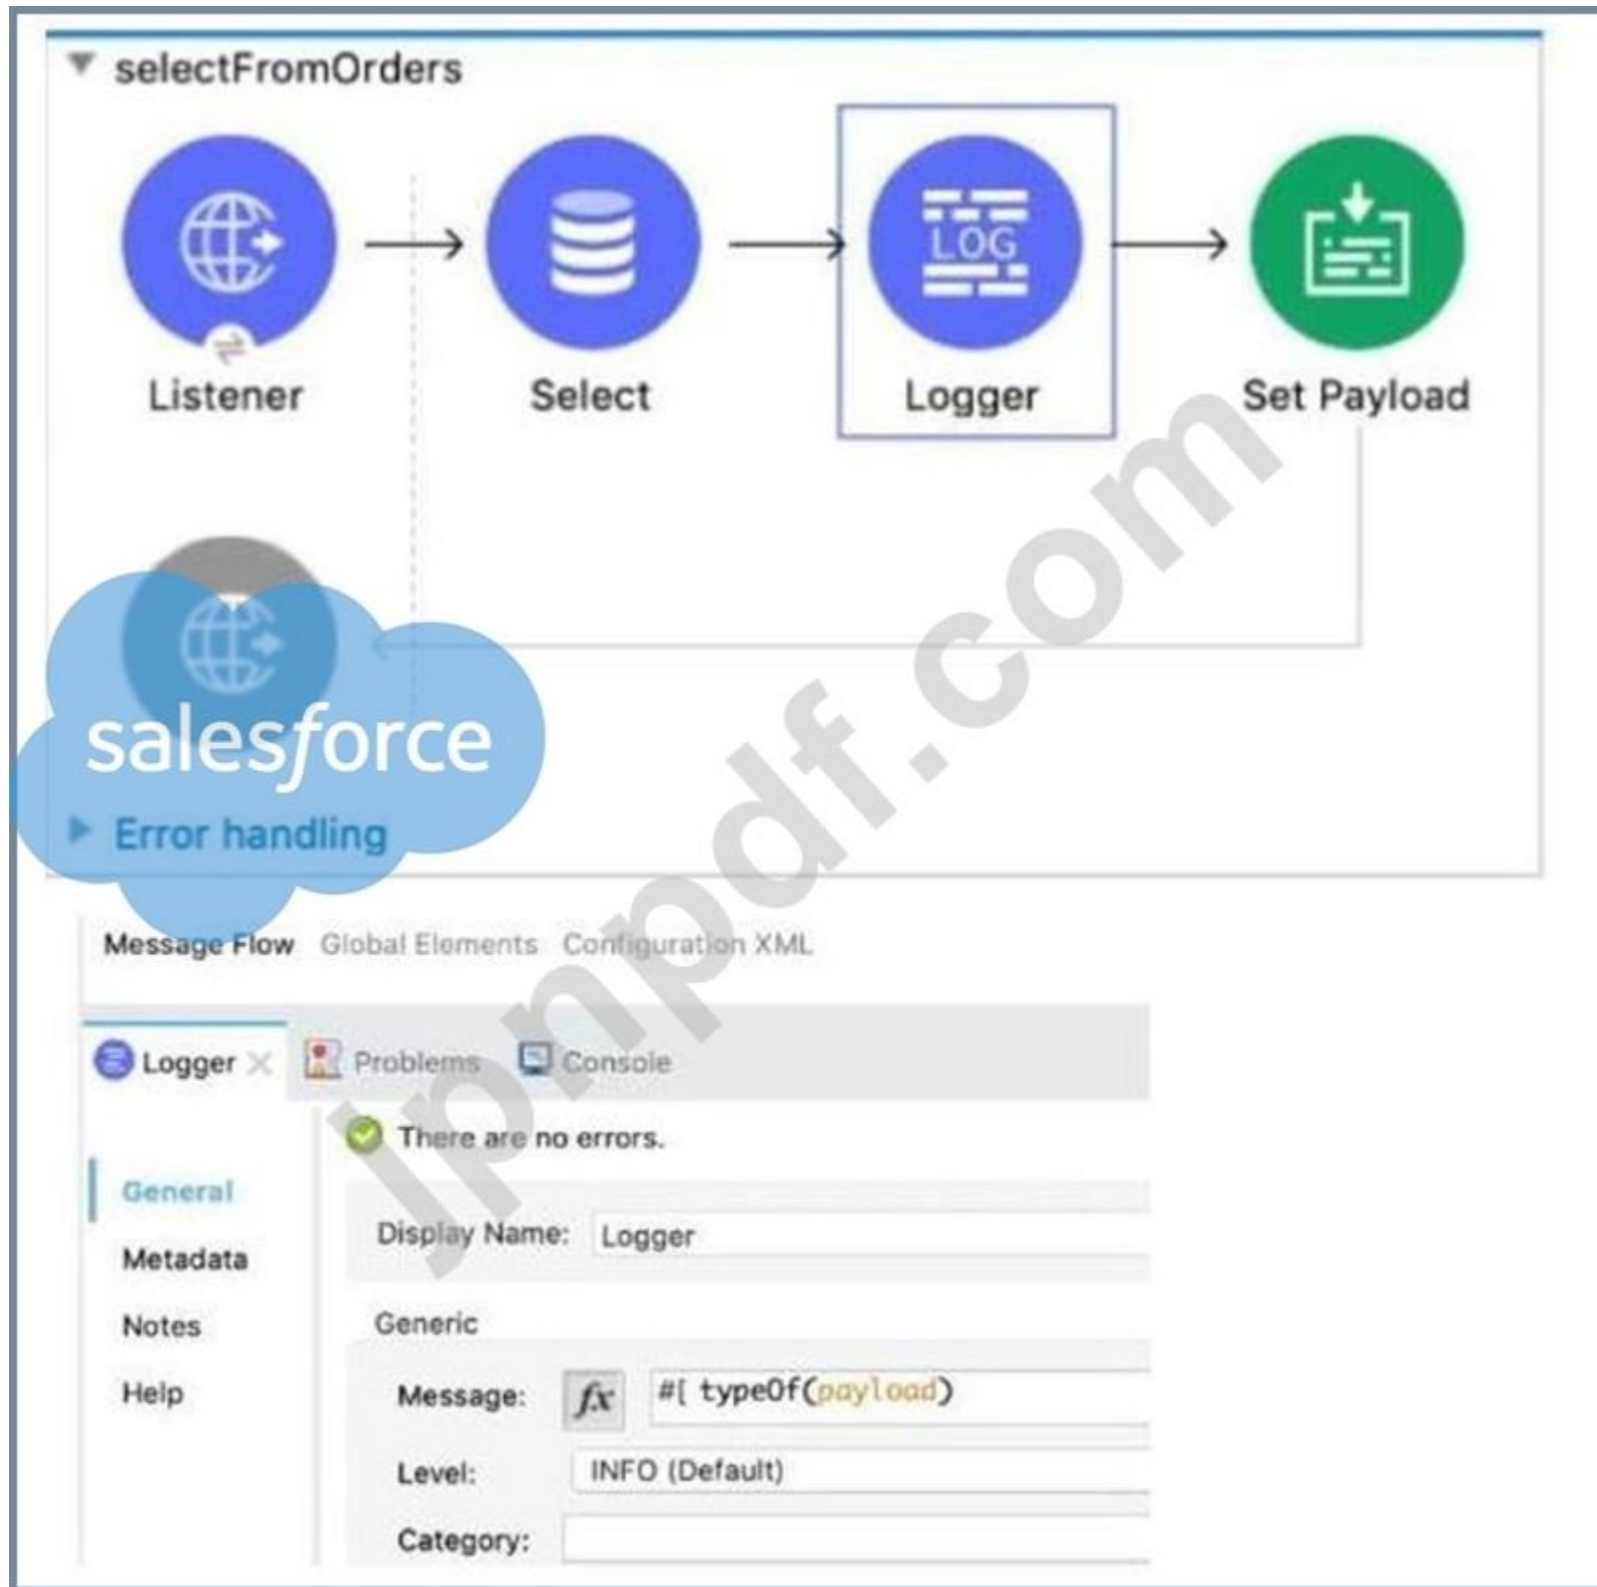 selectFromOrders
LOG
Listener Select Logger Set Payload
salesforce
Error handling
Message Flow Global Elements Configuration XML
Logger Problems Console
There are no errors.
General
Display Name: Logger
Metadata
Notes
Generic
Help
Message: fx #[ typeOf(payload)
Level: INFO (Default)
Category:
jpnpdf.com